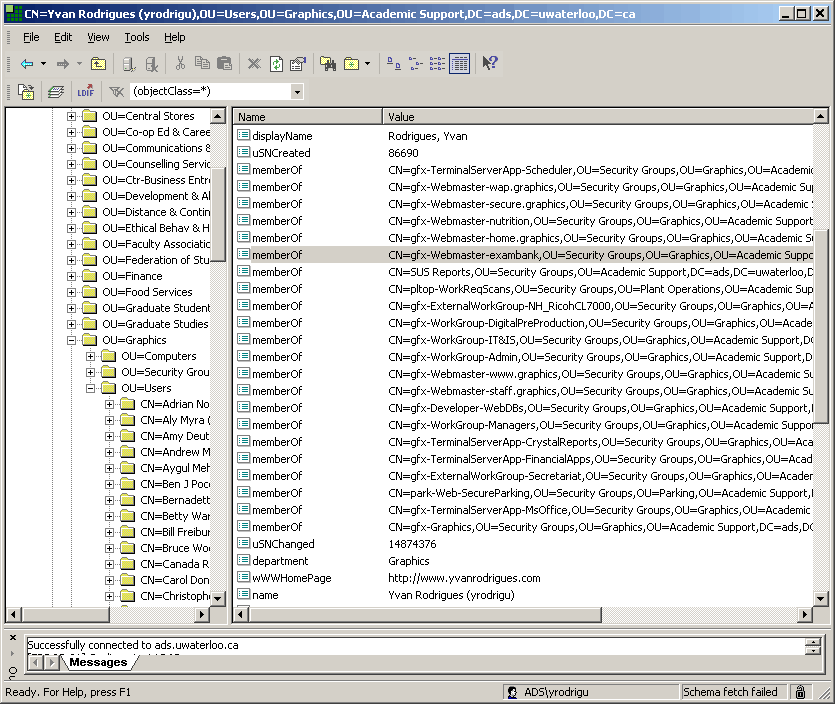 CN=Yvan Rodrigues (yrodrigu),OU=Users,OU=Graphics,OU=Academic Support,DC=ads,DC=uwaterloo,DC=ca
File Edit View Tools Help
LDIF (objectClass=*)
OU=Central Stores
OU=Co-op Ed & Caree
OU=Communications &
OU=Counselling Servic
OU=Ctr-Business Entre
OU=Development & Al
OU=Distance & Contin
OU=Ethical Behav & H
OU=Faculty Associatic
OU=Federation of Stu
OU=Finance
OU=Food Services
OU=Graduate Student
OU=Graduate Studies
OU=Graphics
OU=Computers
OU=Security Grou
OU=Users
CN=Adrian No
CN=Aly Myra (
CN=Amy Deut
CN=Andrew M
CN=Aygul Meh
CN=Ben J Poc
CN=Bernadett
CN=Betty War
CN=Bill Freibur
CN=Bruce Woo
CN=Canada R
CN=Carol Don
CN=Christophe
Name Value
displayName Rodrigues, Yvan
uSNCreated 86690
memberOf CN=gfx-TerminalServerApp-Scheduler,OU=Security Groups,OU=Graphics,OU=Academic
memberOf CN=gfx-Webmaster-wap.graphics,OU=Security Groups,OU=Graphics,OU=Academic Su
memberOf CN=gfx-Webmaster-secure.graphics,OU=Security Groups,OU=Graphics,OU=Academic
memberOf CN=gfx-Webmaster-nutrition,OU=Security Groups,OU=Graphics,OU=Academic Support
memberOf CN=gfx-Webmaster-home.graphics,OU=Security Groups,OU=Graphics,OU=Academic S
memberOf CN=gfx-Webmaster-exambank,OU=Security Groups,OU=Graphics,OU=Academic Suppo
memberOf CN=SUS Reports,OU=Security Groups,OU=Academic Support,DC=ads,DC=uwaterloo,D
memberOf CN=pltop-WorkReqScans,OU=Security Groups,OU=Plant Operations,OU=Academic Sup
memberOf CN=gfx-ExternalWorkGroup-NH_RicohCL7000,OU=Security Groups,OU=Graphics,OU=A
memberOf CN=gfx-WorkGroup-DigitalPreProduction,OU=Security Groups,OU=Graphics,OU=Acade
memberOf CN=gfx-WorkGroup-IT&IS,OU=Security Groups,OU=Graphics,OU=Academic Support,D
memberOf CN=gfx-WorkGroup-Admin,OU=Security Groups,OU=Graphics,OU=Academic Support,D
memberOf CN=gfx-Webmaster-www.graphics,OU=Security Groups,OU=Graphics,OU=Academic Su
memberOf CN=gfx-Webmaster-staff.graphics,OU=Security Groups,OU=Graphics,OU=Academic Su
memberOf CN=gfx-Developer-WebDBs,OU=Security Groups,OU=Graphics,OU=Academic Support,
memberOf CN=gfx-WorkGroup-Managers,OU=Security Groups,OU=Graphics,OU=Academic Suppor
memberOf CN=gfx-TerminalServerApp-CrystalReports,OU=Security Groups,OU=Graphics,OU=Aca
memberOf CN=gfx-TerminalServerApp-FinancialApps,OU=Security Groups,OU=Graphics,OU=Acad
memberOf CN=gfx-ExternalWorkGroup-Secretariat,OU=Security Groups,OU=Graphics,OU=Academ
memberOf CN=park-Web-SecureParking,OU=Security Groups,OU=Parking,OU=Academic Support,
memberOf CN=gfx-TerminalServerApp-MsOffice,OU=Security Groups,OU=Graphics,OU=Academic
memberOf CN=gfx-Graphics,OU=Security Groups,OU=Graphics,OU=Academic Support,DC=ads,DC
uSNChanged 14874376
department Graphics
wWWHomePage http://www.yvanrodrigues.com
name Yvan Rodrigues (yrodrigu)
Successfully connected to ads.uwaterloo.ca
Messages
Ready. For Help, press F1 ADS\yrodrigu Schema fetch failed